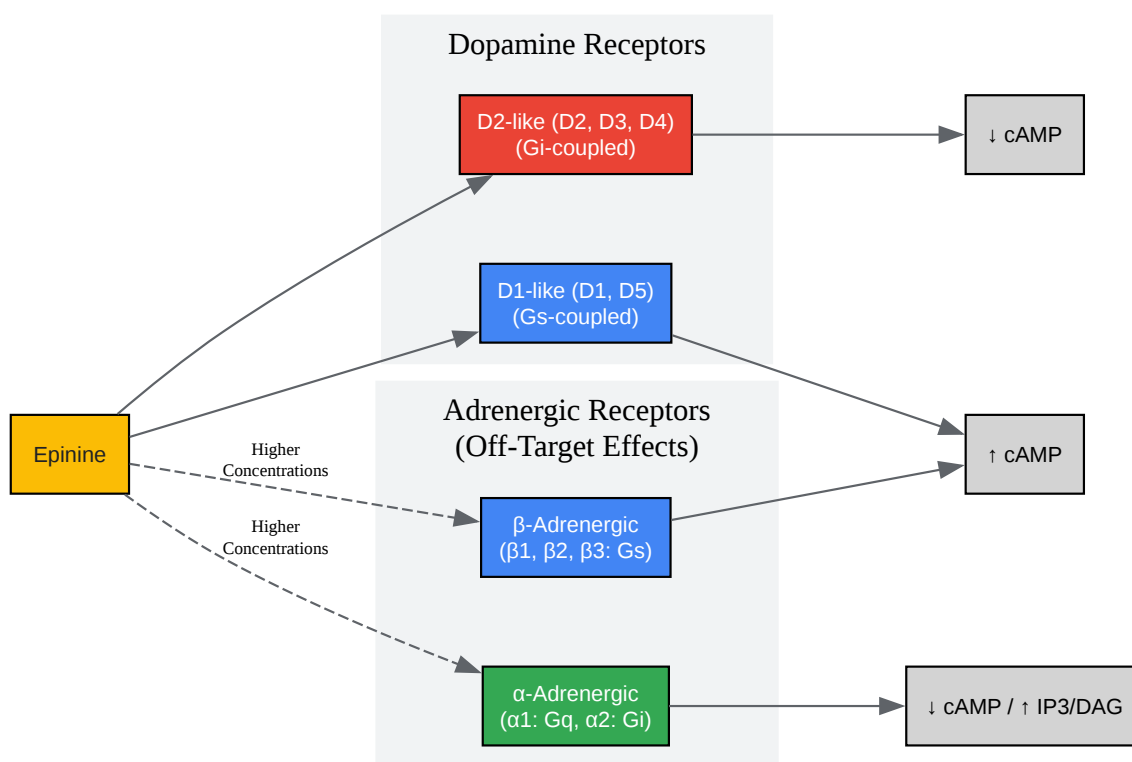 Dopamine Receptors
D2-like (D2, D3, D4)
(Gi-coupled)
↓ cAMP
D1-like (D1, D5)
(Gs-coupled)
Adrenergic Receptors
(Off-Target Effects)
Epinine
Higher
Concentrations
↑ cAMP
Higher
Concentrations
β-Adrenergic
(β1, β2, β3: Gs)
α-Adrenergic
(α1: Gq, α2: Gi)
↓ cAMP / ↑ IP3/DAG